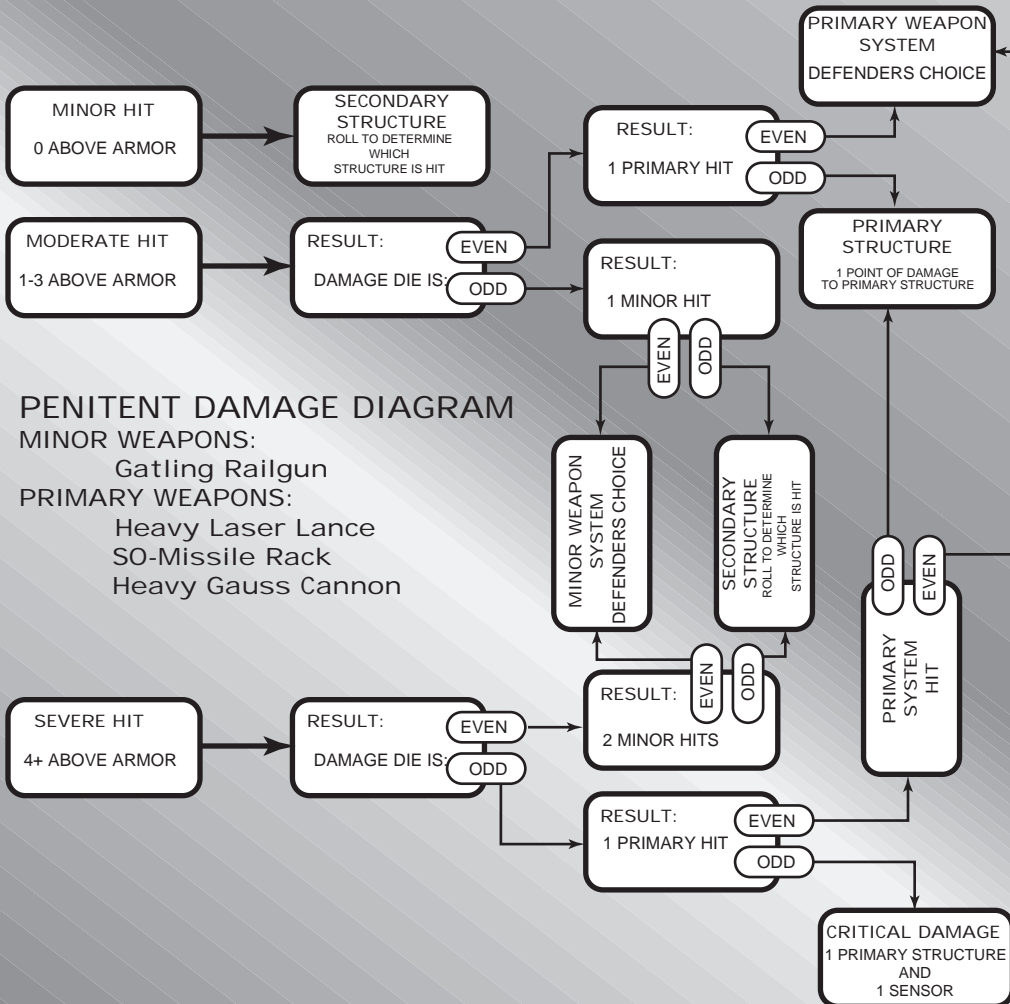 PRIMARY WEAPON
SYSTEM
DEFENDERS CHOICE
MINOR HIT
0 ABOVE ARMOR
SECONDARY
STRUCTURE
ROLL TO DETERMINE
WHICH
STRUCTURE IS HIT
RESULT:
1 PRIMARY HIT
EVEN
ODD
MODERATE HIT
1-3 ABOVE ARMOR
RESULT:
DAMAGE DIE IS:
EVEN
ODD
RESULT:
1 MINOR HIT
EVEN
ODD
PRIMARY
STRUCTURE
1 POINT OF DAMAGE
TO PRIMARY STRUCTURE
PENITENT DAMAGE DIAGRAM
MINOR WEAPONS:
Gatling Railgun
PRIMARY WEAPONS:
Heavy Laser Lance
SO-Missile Rack
Heavy Gauss Cannon
MINOR WEAPON
SYSTEM
DEFENDERS CHOICE
SECONDARY
STRUCTURE
ROLL TO DETERMINE
WHICH
STRUCTURE IS HIT
ODD
EVEN
PRIMARY
SYSTEM
HIT
SEVERE HIT
4+ ABOVE ARMOR
RESULT:
DAMAGE DIE IS:
EVEN
ODD
RESULT:
2 MINOR HITS
EVEN
ODD
RESULT:
1 PRIMARY HIT
EVEN
ODD
CRITICAL DAMAGE
1 PRIMARY STRUCTURE
AND
1 SENSOR